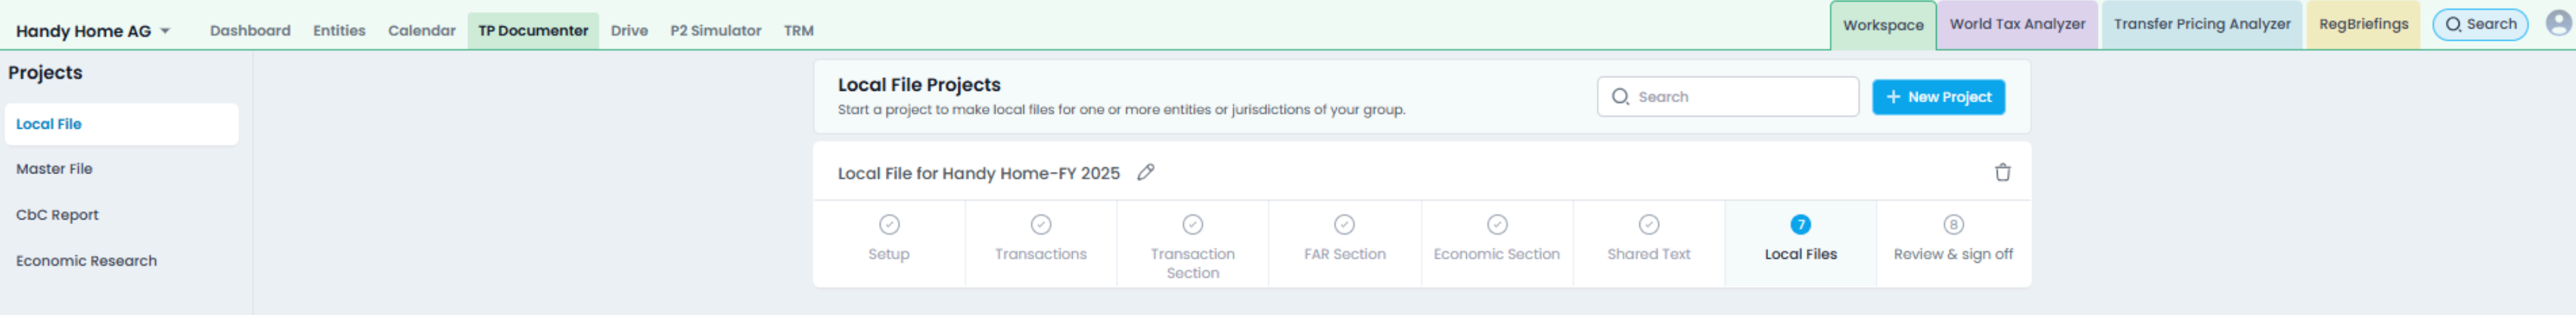 Handy Home AG Dashboard Entities Calendar TP Documenter Drive P2 Simulator TRM Workspace World Tax Analyzer Transfer Pricing Analyzer RegBriefings Search
Projects
Local File
Master File
CbC Report
Economic Research
Local File Projects
Start a project to make local files for one or more entities or jurisdictions of your group.
Search
+ New Project
Local File for Handy Home-FY 2025
Setup
Transactions
Transaction
Section
FAR Section
Economic Section
Shared Text
7
Local Files
8
Review & sign off